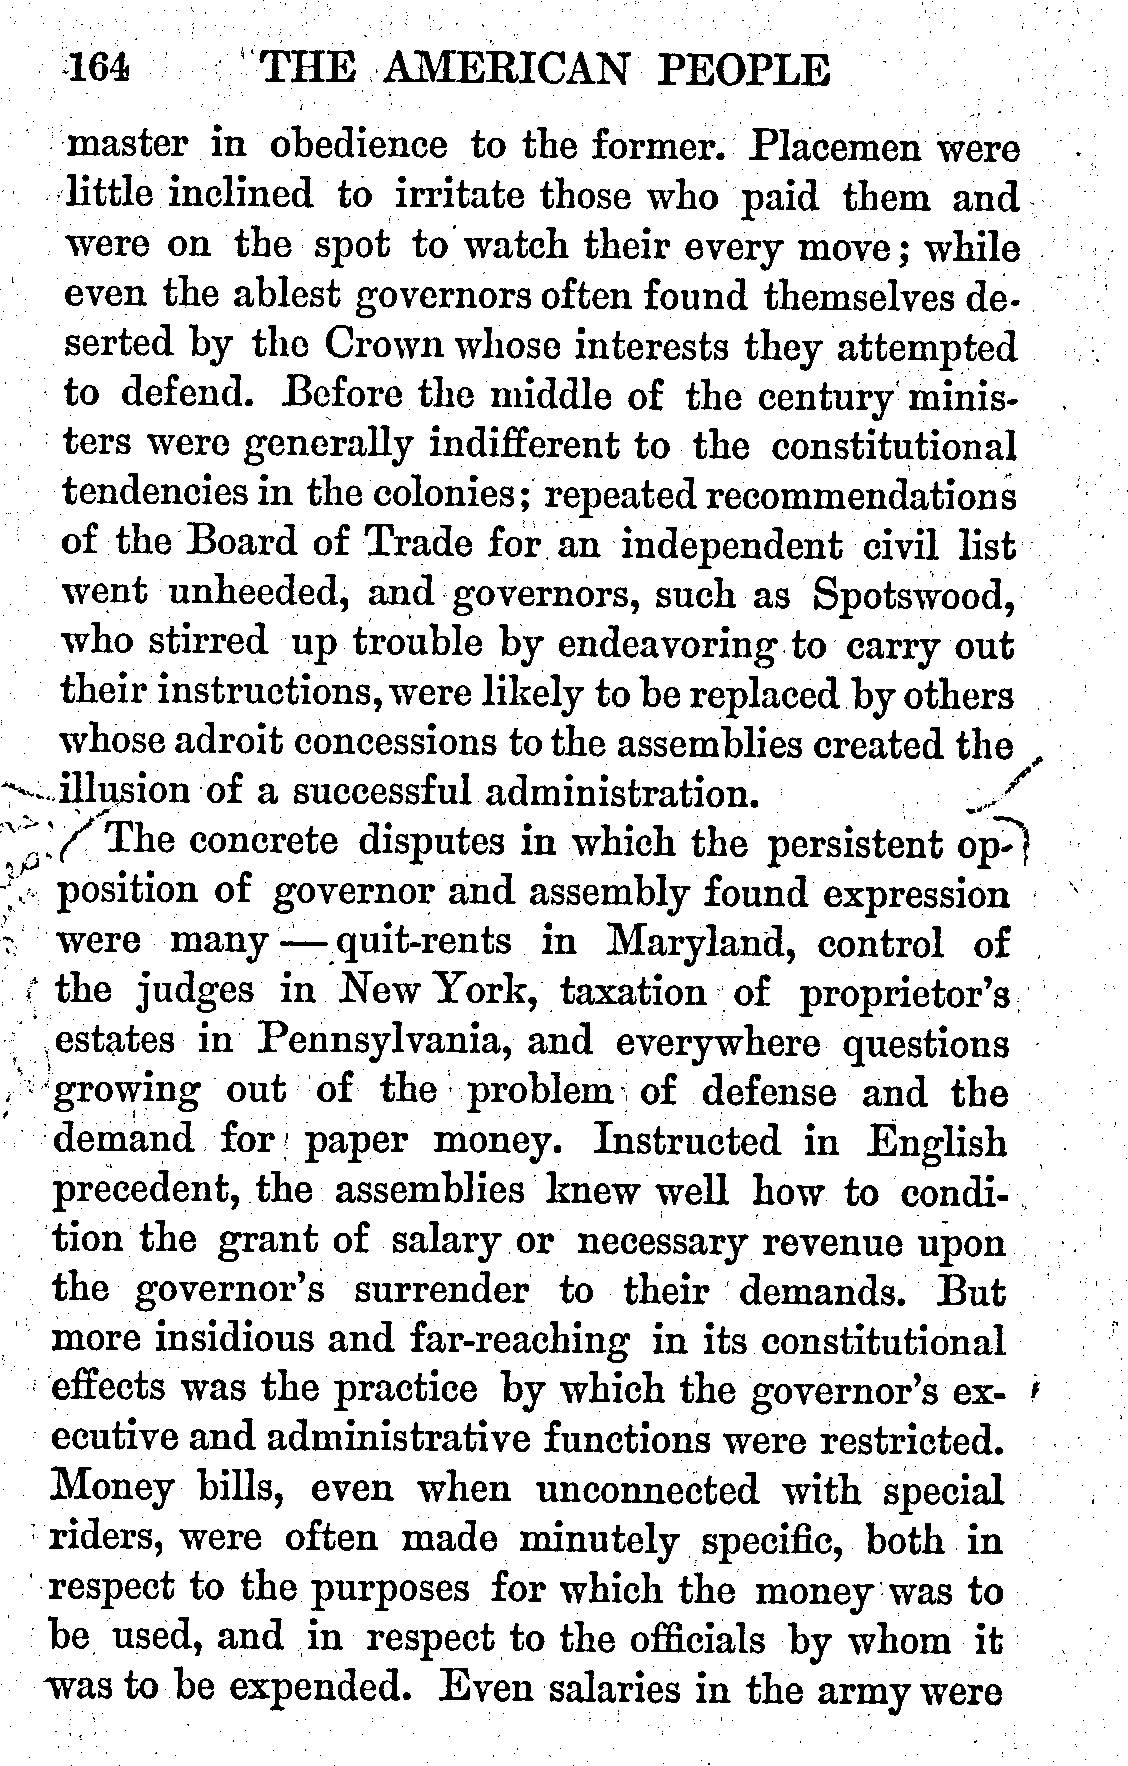 164 THE AMERICAN PEOPLE
master in obedience to the former. Placemen were
little inclined to irritate those who paid them and
were on the spot to watch their every move; while
even the ablest governors often found themselves de-
serted by the Crown whose interests they attempted
to defend. Before the middle of the century minis-
ters were generally indifferent to the constitutional
tendencies in the colonies; repeated recommendations
of the Board of Trade for an independent civil list
went unheeded, and governors, such as Spotswood,
who stirred up trouble by endeavoring to carry out
their instructions, were likely to be replaced by others
whose adroit concessions to the assemblies created the
illusion of a successful administration.
The concrete disputes in which the persistent op-
position of governor and assembly found expression
were many — quit-rents in Maryland, control of
the judges in New York, taxation of proprietor's
estates in Pennsylvania, and everywhere questions
growing out of the problem of defense and the
demand for paper money. Instructed in English
precedent, the assemblies knew well how to condi-
tion the grant of salary or necessary revenue upon
the governor's surrender to their demands. But
more insidious and far-reaching in its constitutional
effects was the practice by which the governor's ex-
ecutive and administrative functions were restricted.
Money bills, even when unconnected with special
riders, were often made minutely specific, both in
respect to the purposes for which the money was to
be used, and in respect to the officials by whom it
was to be expended. Even salaries in the army were